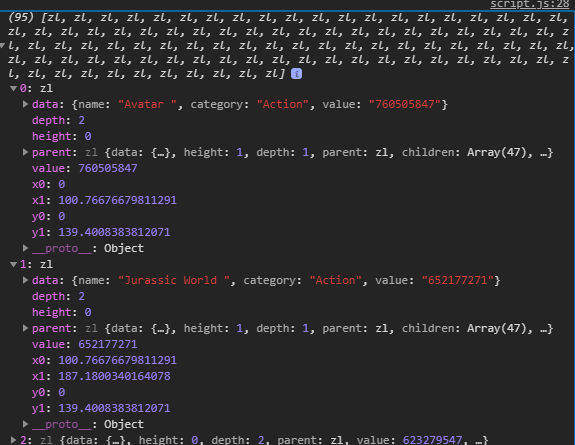 script.js:28
(95) [zl, zl, zl, zl, zl, zl, zl, zl, zl, zl, zl, zl, zl, zl, zl, zl, zl, zl, zl,
zl, zl, zl, zl, zl, zl, zl, zl, zl, zl, zl, zl, zl, zl, zl, zl, zl, zl, zl, zl, z
l, zl, zl, zl, zl, zl, zl, zl, zl, zl, zl, zl, zl, zl, zl, zl, zl, zl, zl, zl, zl,
zl, zl, zl, zl, zl, zl, zl, zl, zl, zl, zl, zl, zl, zl, zl, zl, zl, zl, zl, zl, z
l, zl, zl, zl, zl, zl, zl, zl, zl, zl, zl] i
0: zl
data: {name: "Avatar ", category: "Action", value: "760505847"}
depth: 2
height: 0
parent: zl {data: {…}, height: 1, depth: 1, parent: zl, children: Array(47), …}
value: 760505847
x0: 0
x1: 100.76676679811291
y0: 0
y1: 139.4008383812071
__proto__: Object
1: zl
data: {name: "Jurassic World ", category: "Action", value: "652177271"}
depth: 2
height: 0
parent: zl {data: {…}, height: 1, depth: 1, parent: zl, children: Array(47), …}
value: 652177271
x0: 100.76676679811291
x1: 187.1800340164078
y0: 0
y1: 139.4008383812071
__proto__: Object
2: zl {data: {…}, height: 0, depth: 2, parent: zl, value: 623279547, …}